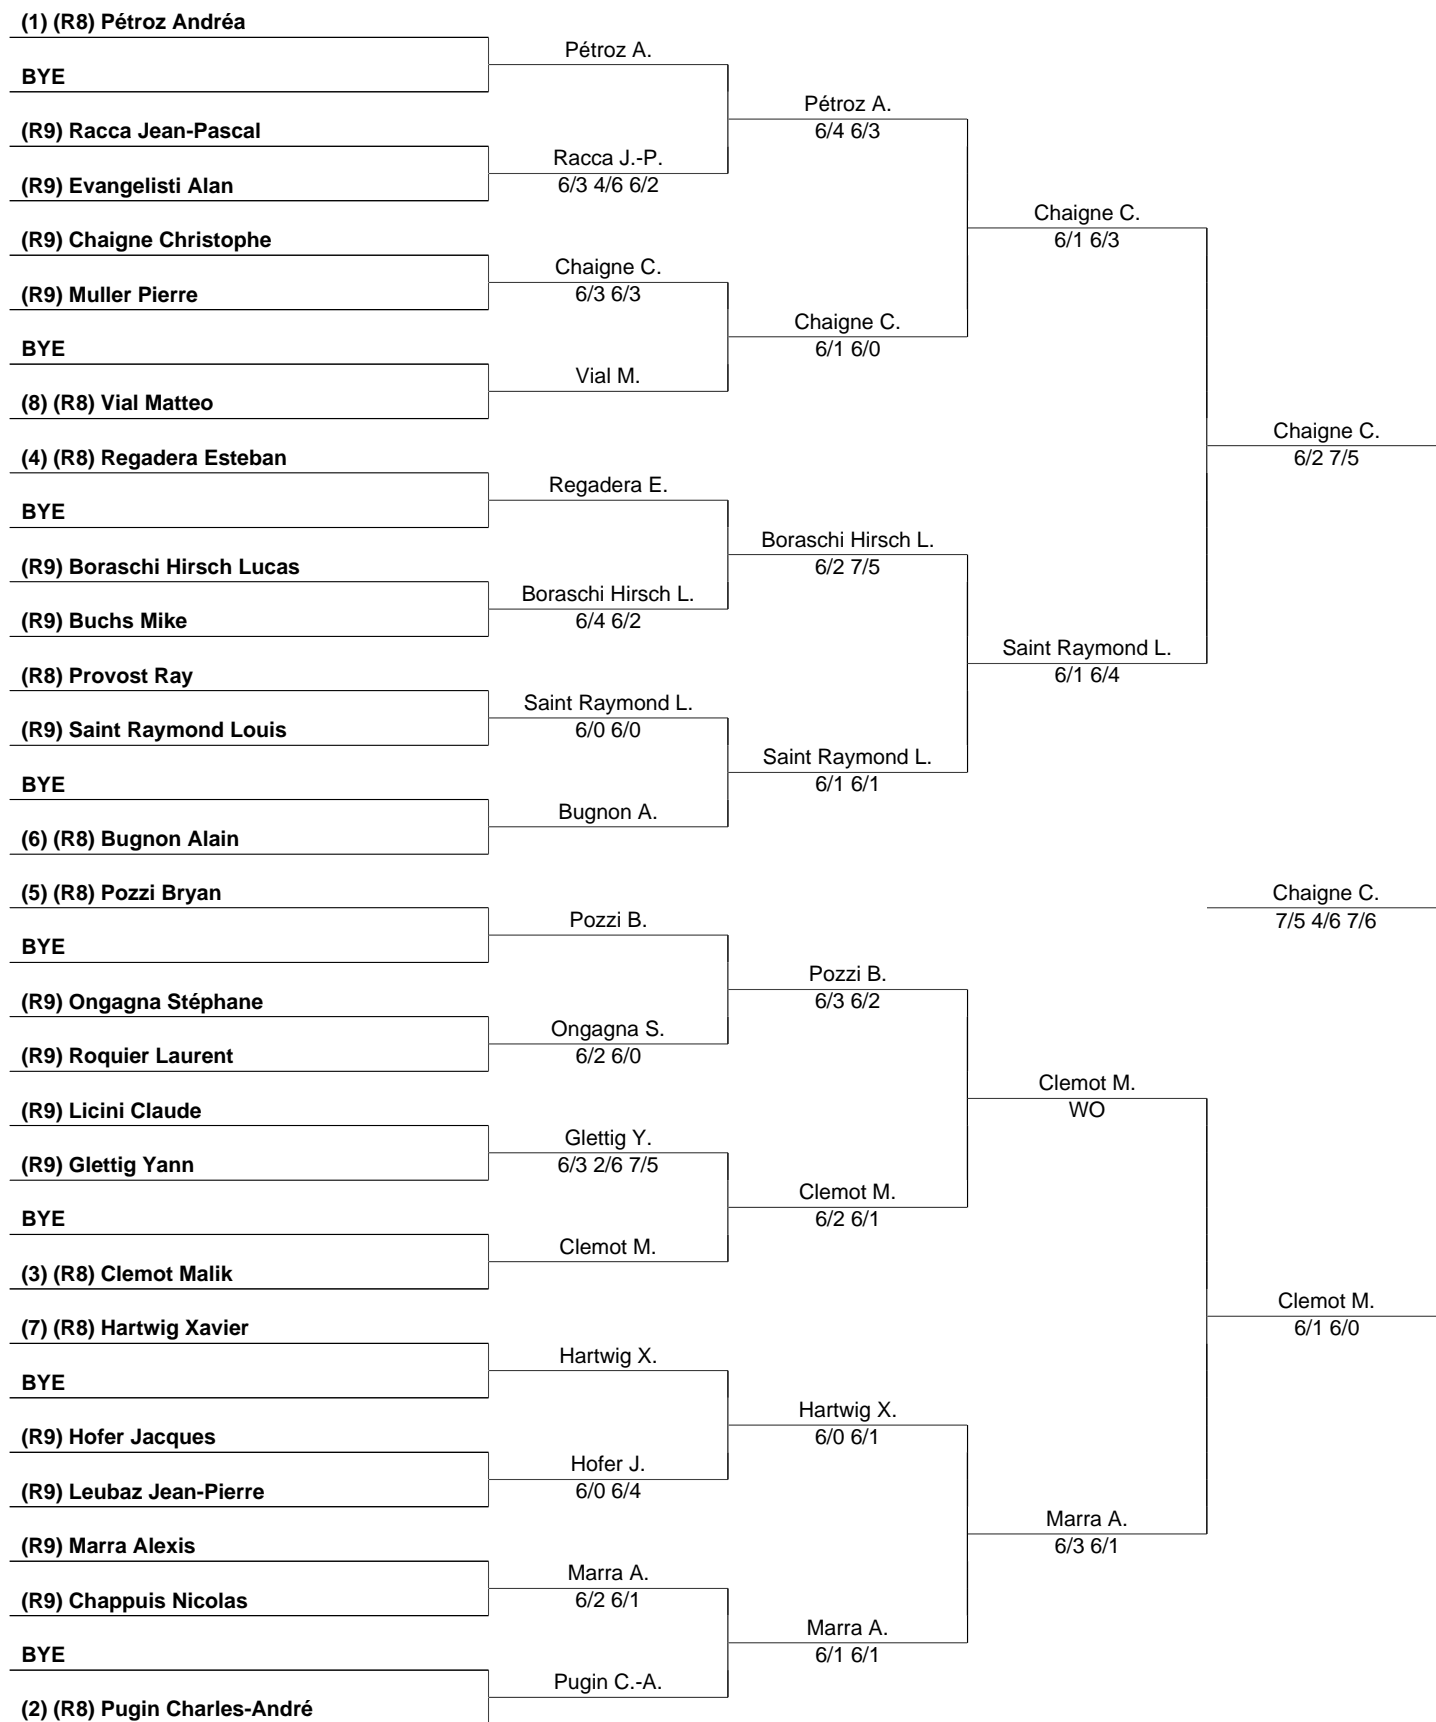 (1) (R8) Pétroz Andréa
Pétroz A.
BYE
Pétroz A.
6/4 6/3
(R9) Racca Jean-Pascal
Racca J.-P.
6/3 4/6 6/2
(R9) Evangelisti Alan
Chaigne C.
6/1 6/3
(R9) Chaigne Christophe
Chaigne C.
6/3 6/3
(R9) Muller Pierre
Chaigne C.
6/1 6/0
BYE
Vial M.
(8) (R8) Vial Matteo
Chaigne C.
6/2 7/5
(4) (R8) Regadera Esteban
Regadera E.
BYE
Boraschi Hirsch L.
6/2 7/5
(R9) Boraschi Hirsch Lucas
Boraschi Hirsch L.
6/4 6/2
(R9) Buchs Mike
Saint Raymond L.
6/1 6/4
(R8) Provost Ray
Saint Raymond L.
6/0 6/0
(R9) Saint Raymond Louis
Saint Raymond L.
6/1 6/1
BYE
Bugnon A.
(6) (R8) Bugnon Alain
(5) (R8) Pozzi Bryan
Chaigne C.
7/5 4/6 7/6
Pozzi B.
BYE
Pozzi B.
6/3 6/2
(R9) Ongagna Stéphane
Ongagna S.
6/2 6/0
(R9) Roquier Laurent
Clemot M.
WO
(R9) Licini Claude
Glettig Y.
6/3 2/6 7/5
(R9) Glettig Yann
Clemot M.
6/2 6/1
BYE
Clemot M.
(3) (R8) Clemot Malik
Clemot M.
6/1 6/0
(7) (R8) Hartwig Xavier
Hartwig X.
BYE
Hartwig X.
6/0 6/1
(R9) Hofer Jacques
Hofer J.
6/0 6/4
(R9) Leubaz Jean-Pierre
Marra A.
6/3 6/1
(R9) Marra Alexis
Marra A.
6/2 6/1
(R9) Chappuis Nicolas
Marra A.
6/1 6/1
BYE
Pugin C.-A.
(2) (R8) Pugin Charles-André